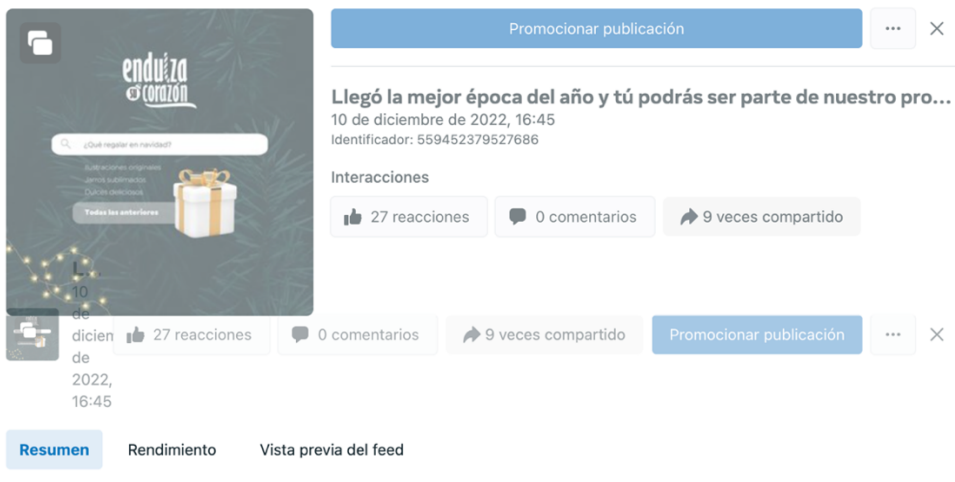 Promocionar publicación
enduiza
corazón
¿Qué regalar en navidad?
Ilustraciones originales
Jarros sublimados
Dulces deliciosos
Todas las anteriores
Llegó la mejor época del año y tú podrás ser parte de nuestro pro...
10 de diciembre de 2022, 16:45
Identificador: 559452379527686
Interacciones
27 reacciones
0 comentarios
9 veces compartido
L...
10
de
diciem
de
2022,
16:45
27 reacciones
0 comentarios
9 veces compartido
Promocionar publicación
Resumen
Rendimiento
Vista previa del feed